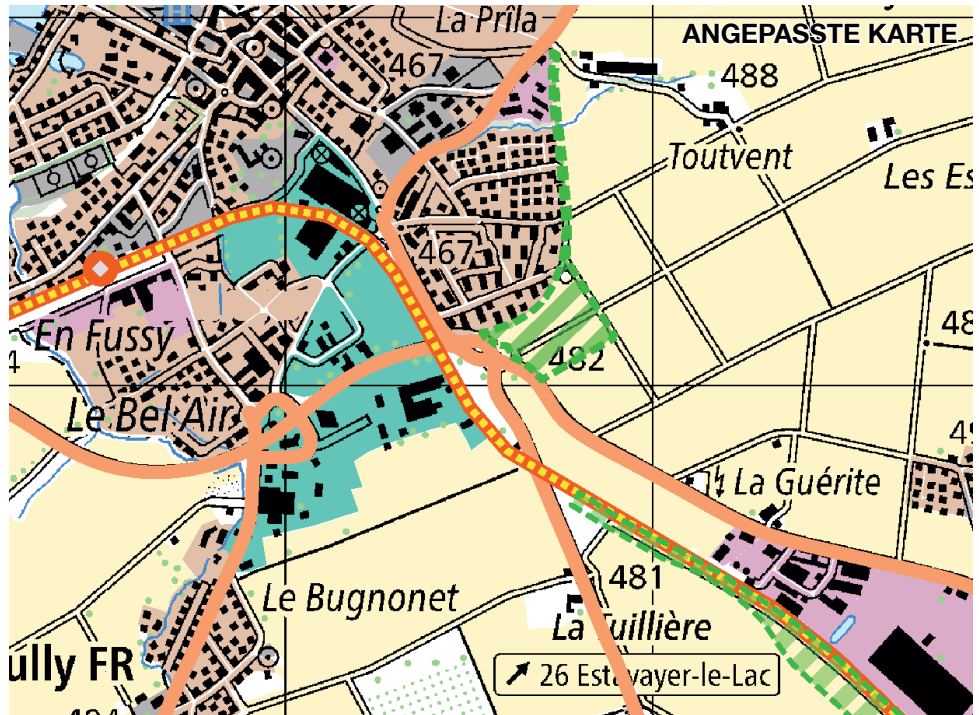 La Prîla
ANGEPASSTE KARTE
467
488
Toutvent
Les Es
467
En Fussy
4
482
48
Le Bel Air
49
La Guérite
481
Le Bugnonet
La Tuillière
ully FR
26 Estavayer-le-Lac